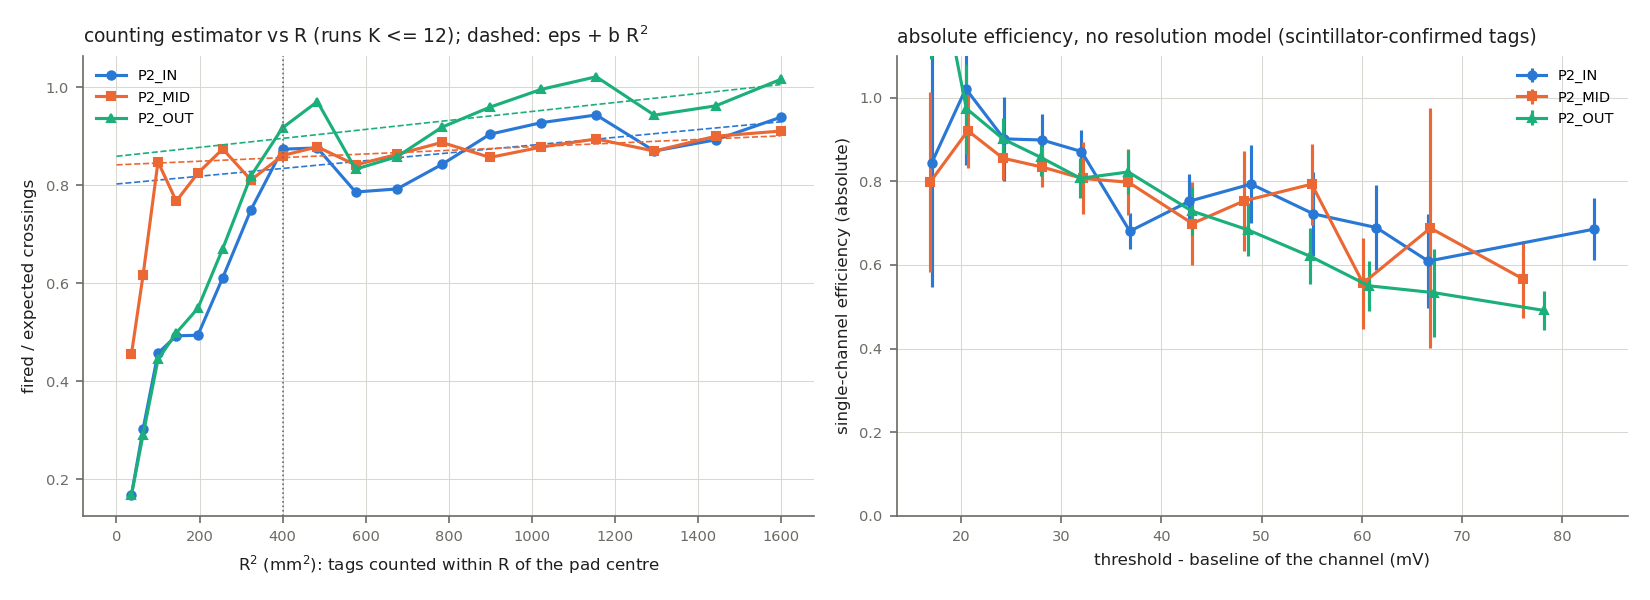 counting estimator vs R (runs K <= 12); dashed: eps + b R²
P2_IN
P2_MID
P2_OUT
fired / expected crossings
1.0
0.8
0.6
0.4
0.2
0 200 400 600 800 1000 1200 1400 1600
R² (mm²): tags counted within R of the pad centre
absolute efficiency, no resolution model (scintillator-confirmed tags)
P2_IN
P2_MID
P2_OUT
single-channel efficiency (absolute)
1.0
0.8
0.6
0.4
0.2
0.0
20 30 40 50 60 70 80
threshold - baseline of the channel (mV)